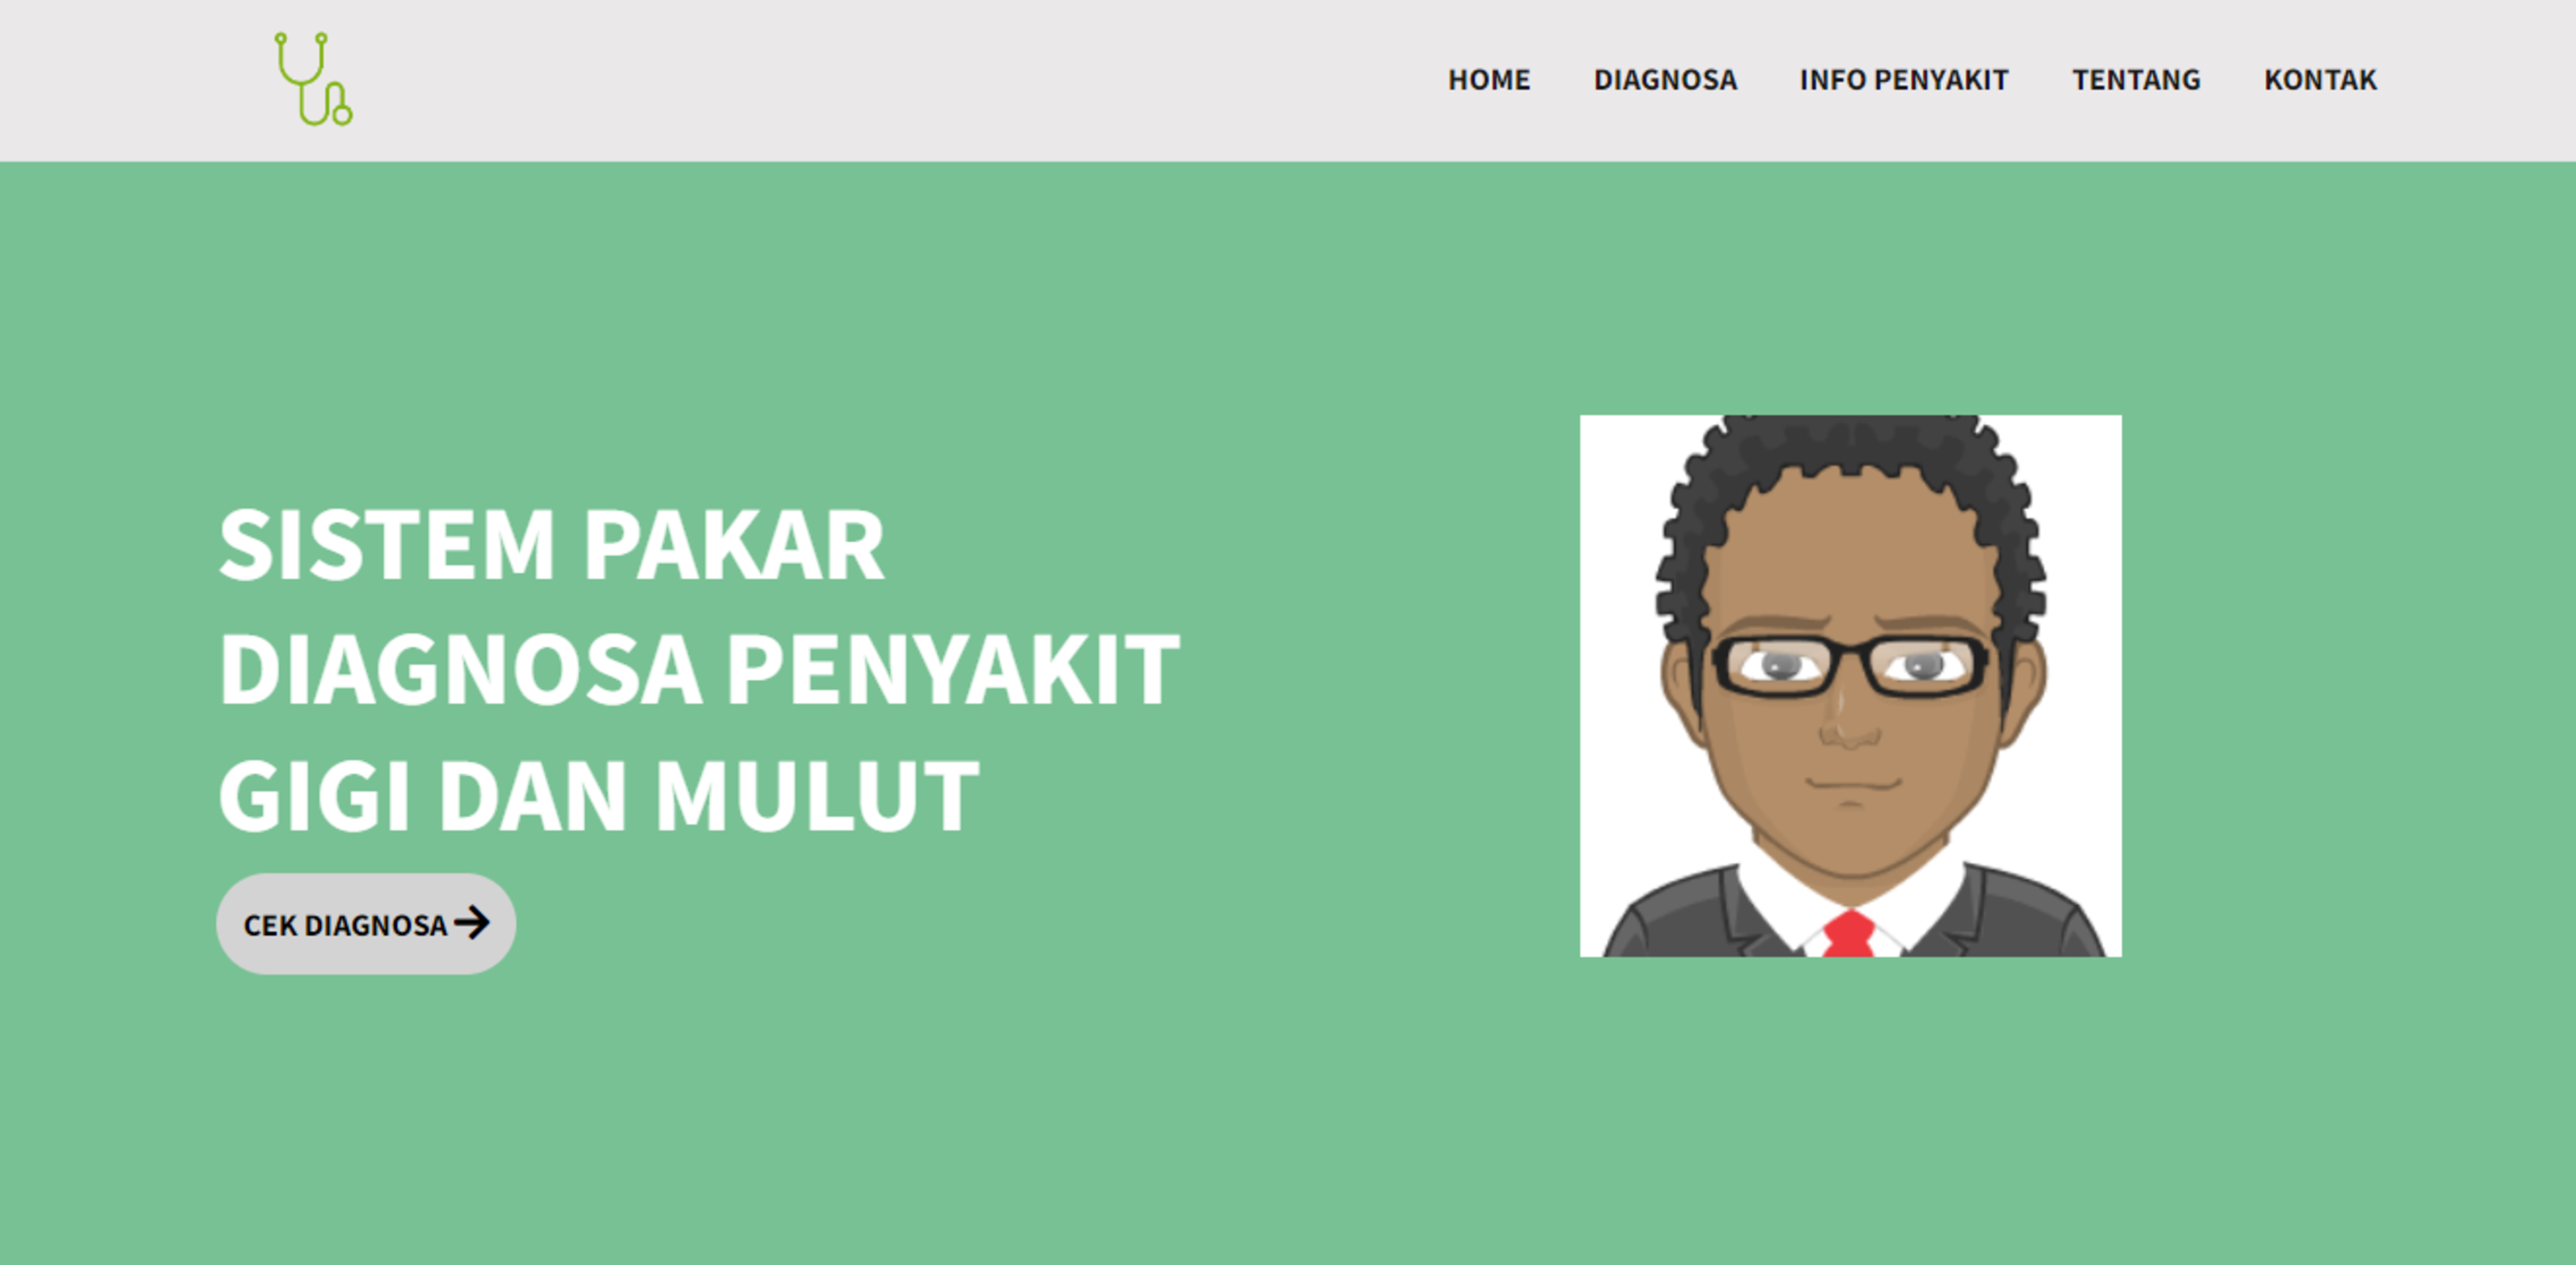 HOME DIAGNOSA INFO PENYAKIT TENTANG KONTAK
SISTEM PAKAR
DIAGNOSA PENYAKIT
GIGI DAN MULUT
CEK DIAGNOSA